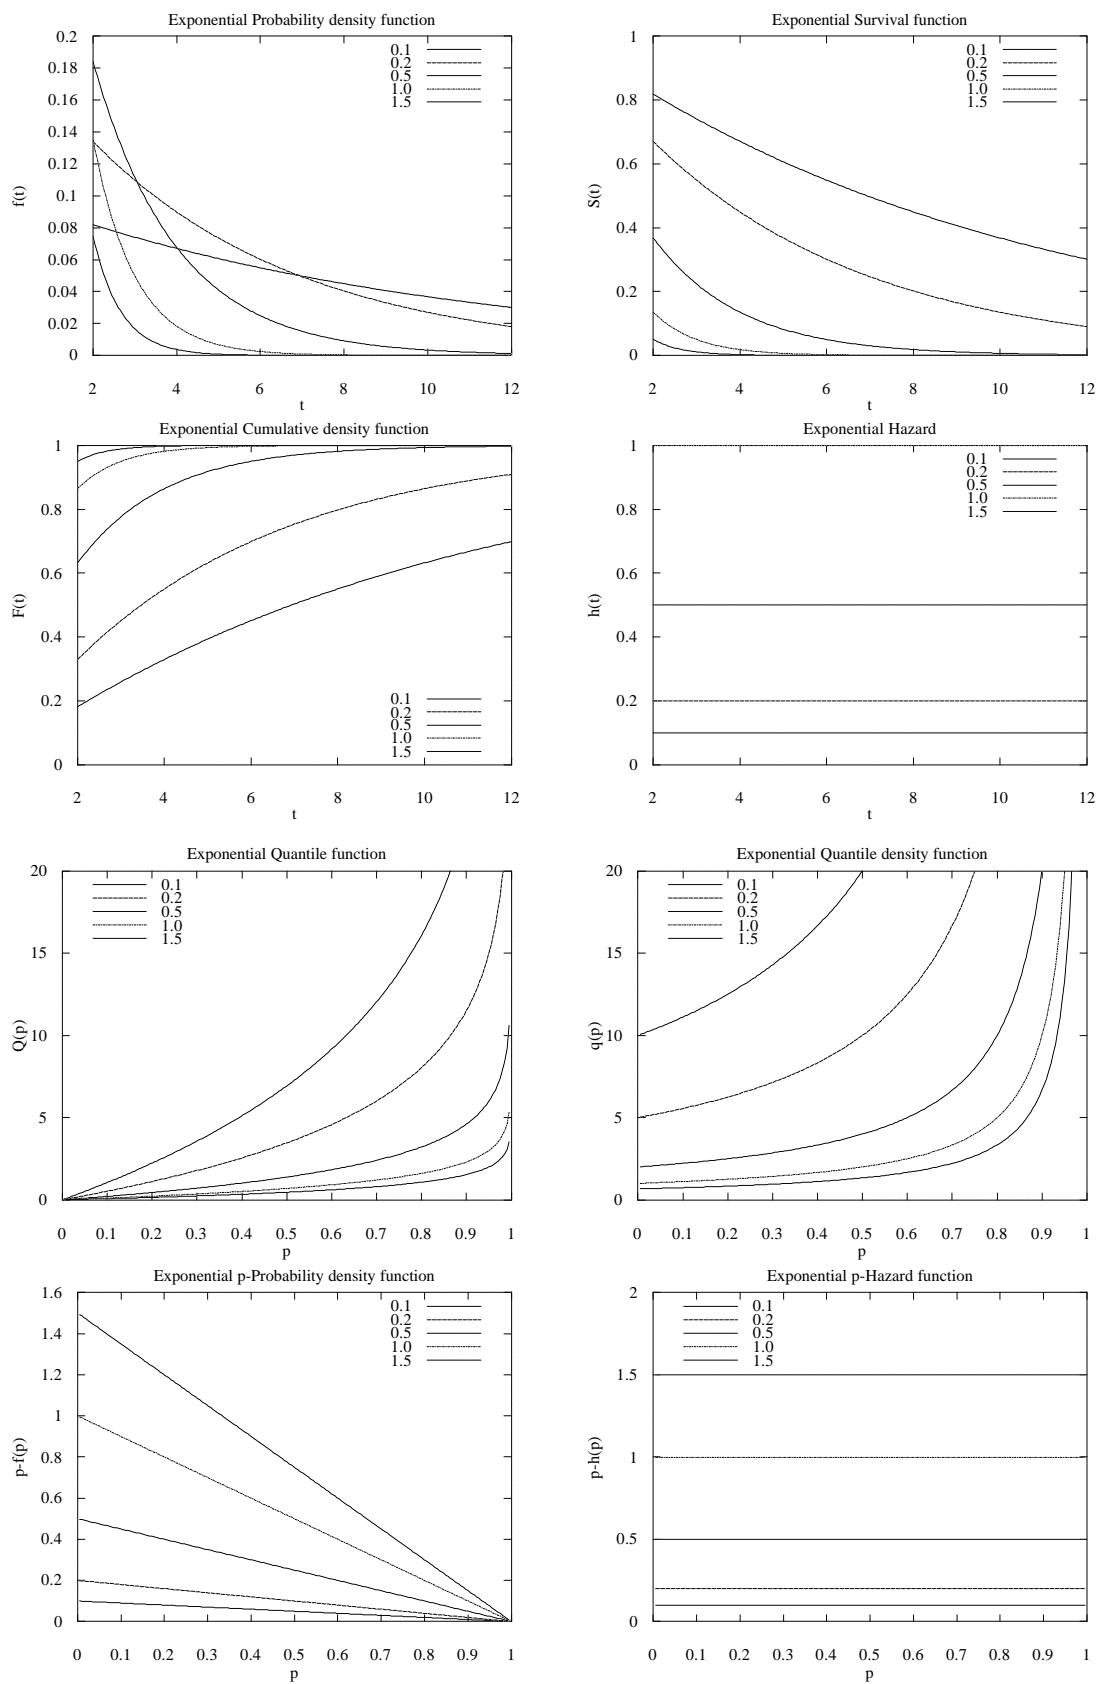 Exponential Probability density function
0.2
0.18
0.16
0.14
0.12
0.1
0.08
0.06
0.04
0.02
0
f(t)
0.1
0.2
0.5
1.0
1.5
2 4 6 8 10 12
t
Exponential Survival function
1
0.8
0.6
0.4
0.2
0
S(t)
0.1
0.2
0.5
1.0
1.5
2 4 6 8 10 12
t
Exponential Cumulative density function
1
0.8
0.6
0.4
0.2
0
F(t)
0.1
0.2
0.5
1.0
1.5
2 4 6 8 10 12
t
Exponential Hazard
1
0.8
0.6
0.4
0.2
0
h(t)
0.1
0.2
0.5
1.0
1.5
2 4 6 8 10 12
t
Exponential Quantile function
20
15
10
5
0
Q(p)
0.1
0.2
0.5
1.0
1.5
0 0.1 0.2 0.3 0.4 0.5 0.6 0.7 0.8 0.9 1
p
Exponential Quantile density function
20
15
10
5
0
q(p)
0.1
0.2
0.5
1.0
1.5
0 0.1 0.2 0.3 0.4 0.5 0.6 0.7 0.8 0.9 1
p
Exponential p-Probability density function
1.6
1.4
1.2
1
0.8
0.6
0.4
0.2
0
p-f(p)
0.1
0.2
0.5
1.0
1.5
0 0.1 0.2 0.3 0.4 0.5 0.6 0.7 0.8 0.9 1
p
Exponential p-Hazard function
2
1.5
1
0.5
0
p-h(p)
0.1
0.2
0.5
1.0
1.5
0 0.1 0.2 0.3 0.4 0.5 0.6 0.7 0.8 0.9 1
p